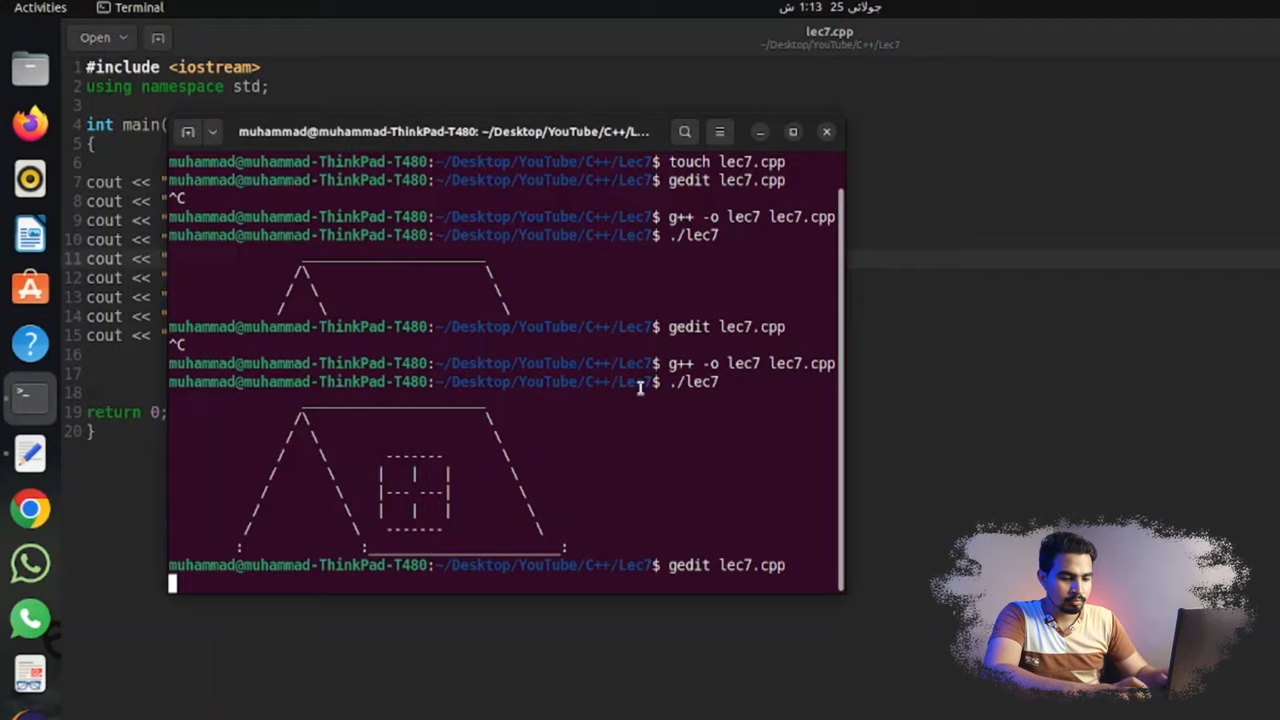 Activities
Terminal
جولائی 25 1:13 ش
Open
lec7.cpp
~/Desktop/YouTube/C++/Lec7
1 #include <iostream>
2 using namespace std;
3
4 int main(
5 {
6
7 cout << "
8 cout << "
9 cout << "
10 cout << "
11 cout << "
12 cout << "
13 cout << "
14 cout << "
15 cout << "
16
17
18
19 return 0;
20 }
muhammad@muhammad-ThinkPad-T480: ~/Desktop/YouTube/C++/L...
muhammad@muhammad-ThinkPad-T480:~/Desktop/YouTube/C++/Lec7$ touch lec7.cpp
muhammad@muhammad-ThinkPad-T480:~/Desktop/YouTube/C++/Lec7$ gedit lec7.cpp
^C
muhammad@muhammad-ThinkPad-T480:~/Desktop/YouTube/C++/Lec7$ g++ -o lec7 lec7.cpp
muhammad@muhammad-ThinkPad-T480:~/Desktop/YouTube/C++/Lec7$ ./lec7
muhammad@muhammad-ThinkPad-T480:~/Desktop/YouTube/C++/Lec7$ gedit lec7.cpp
^C
muhammad@muhammad-ThinkPad-T480:~/Desktop/YouTube/C++/Lec7$ g++ -o lec7 lec7.cpp
muhammad@muhammad-ThinkPad-T480:~/Desktop/YouTube/C++/Lec7$ ./lec7
muhammad@muhammad-ThinkPad-T480:~/Desktop/YouTube/C++/Lec7$ gedit lec7.cpp